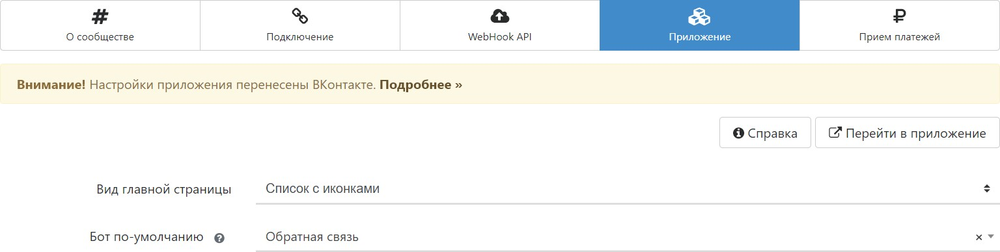 О сообществе
Подключение
WebHook API
Приложение
Прием платежей
Внимание! Настройки приложения перенесены ВКонтакте. Подробнее »
Справка
Перейти в приложение
Вид главной страницы
Список с иконками
Бот по-умолчанию
Обратная связь